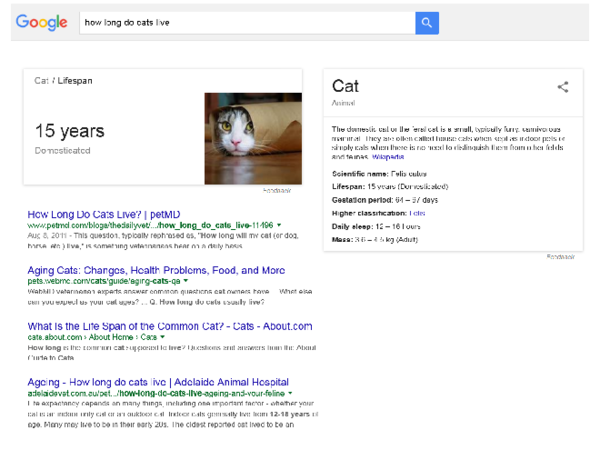 Google
how long do cats live
Cat / Lifespan
15 years
Domesticated
Feedback
How Long Do Cats Live? | petMD
www.petmd.com/blogs/thedailyvet/.../how_long_do_cats_live-11496
Aug 8, 2011 - This question, typically rephrased as, "How long will my cat (or dog,
horse, etc.) live," is something veterinarians hear on a daily basis.
Aging Cats: Changes, Health Problems, Food, and More
pets.webmd.com/cats/guide/aging-cats-qa
WebMD veterinarian experts answer common questions cat owners have ... What else
can you expect as your cat ages? ... Q. How long do cats usually live?
What Is the Life Span of the Common Cat? - Cats - About.com
cats.about.com › About Home › Cats
How long is the common cat supposed to live? Questions and answers from the About
Guide to Cats.
Ageing - How long do cats live | Adelaide Animal Hospital
adelaidevet.com.au/pet.../how-long-do-cats-live-ageing-and-your-feline
Life expectancy depends on many things, including one important factor - whether your
cat is an indoor only cat or an outdoor cat. Indoor cats generally live from 12-18 years of
age. Many may live to be in their early 20s. The oldest reported cat lived to be an
Cat
Animal
The domestic cat or the feral cat is a small, typically furry, carnivorous
mammal. They are often called house cats when kept as indoor pets or
simply cats when there is no need to distinguish them from other felids
and felines. Wikipedia
Scientific name: Felis catus
Lifespan: 15 years (Domesticated)
Gestation period: 64 – 67 days
Higher classification: Felis
Daily sleep: 12 – 16 hours
Mass: 3.6 – 4.5 kg (Adult)
Feedback